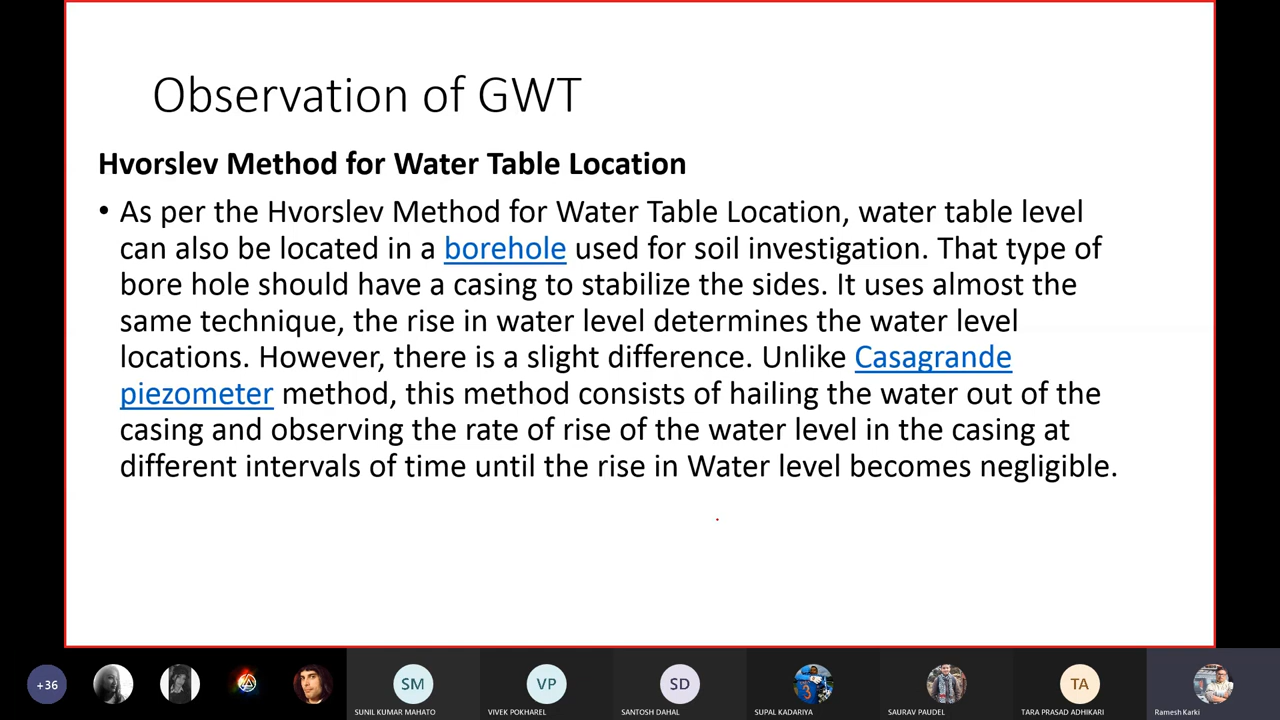 Observation of GWT
Hvorslev Method for Water Table Location
• As per the Hvorslev Method for Water Table Location, water table level
can also be located in a borehole used for soil investigation. That type of
bore hole should have a casing to stabilize the sides. It uses almost the
same technique, the rise in water level determines the water level
locations. However, there is a slight difference. Unlike Casagrande
piezometer method, this method consists of hailing the water out of the
casing and observing the rate of rise of the water level in the casing at
different intervals of time until the rise in Water level becomes negligible.
+36
SM
VP
SD
TA
SUNIL KUMAR MAHATO
VIVEK POKHAREL
SANTOSH DAHAL
SUPAL KADARIYA
SAURAV PAUDEL
TARA PRASAD ADHIKARI
Ramesh Karki